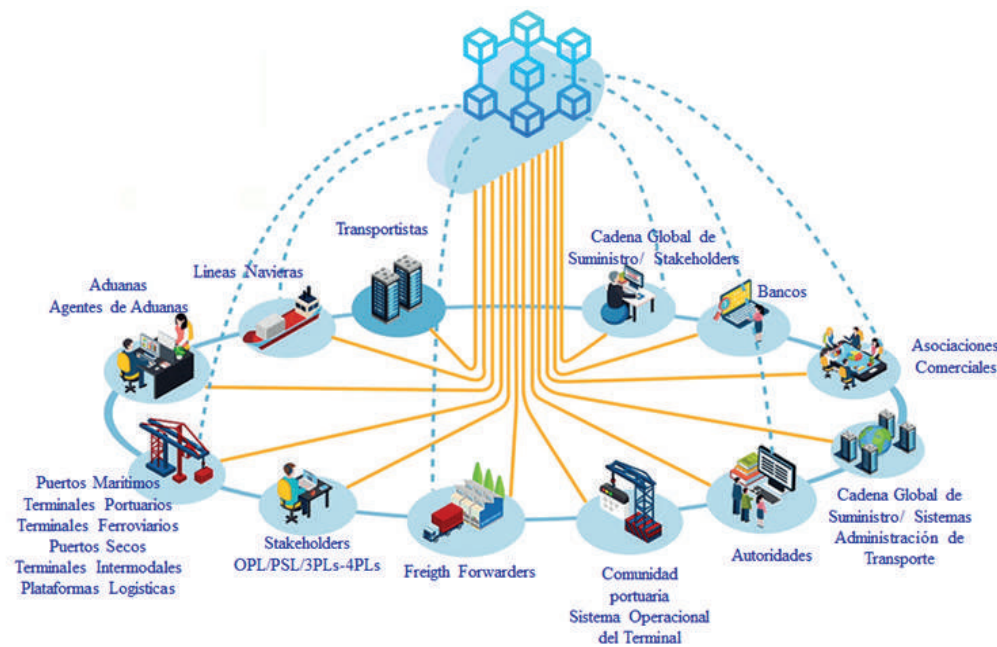 Transportistas
Cadena Global de
Suministro/ Stakeholders
Lineas Navieras
Aduanas
Agentes de Aduanas
Bancos
Asociaciones
Comerciales
Puertos Maritimos
Terminales Portuarios
Terminales Ferroviarios
Puertos Secos
Terminales Intermodales
Plataformas Logísticas
Stakeholders
OPL/PSL/3PLs-4PLs
Freigth Forwarders
Comunidad
portuaria
Sistema Operacional
del Terminal
Autoridades
Cadena Global de
Suministro/ Sistemas
Administración de
Transporte